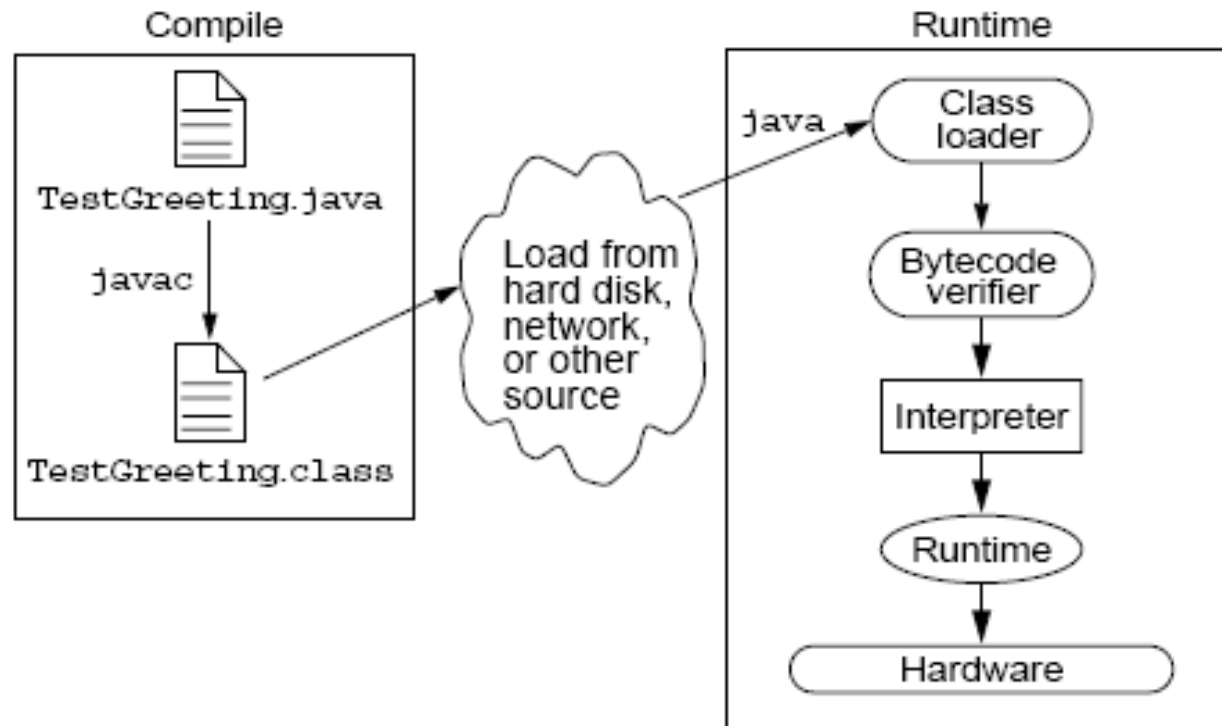 Compile
TestGreeting.java
javac
TestGreeting.class
Load from
hard disk,
network,
or other
source
Runtime
java
Class
loader
Bytecode
verifier
Interpreter
Runtime
Hardware